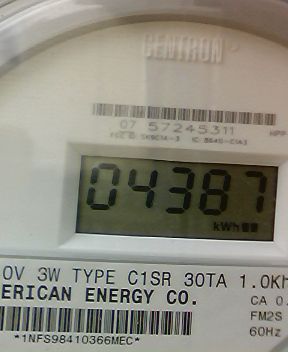 CENTRON®
07 57245311
04387
kWh
0V 3W TYPE C1SR 30TA 1.0Kh
ERICAN ENERGY CO.
CA 0.
FM2S
60Hz
*1NFS98410366MEC*